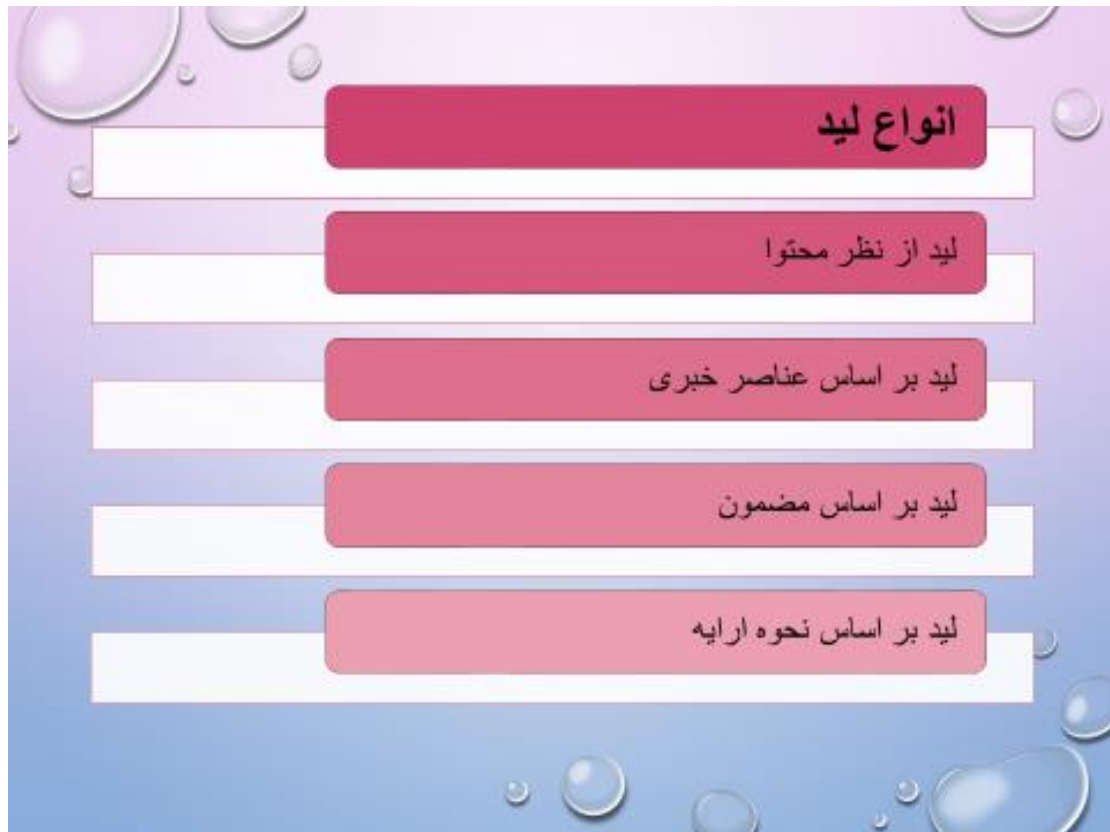 انواع لید
لید از نظر محتوا
لید بر اساس عناصر خبری
لید بر اساس مضمون
لید بر اساس نحوه ارایه